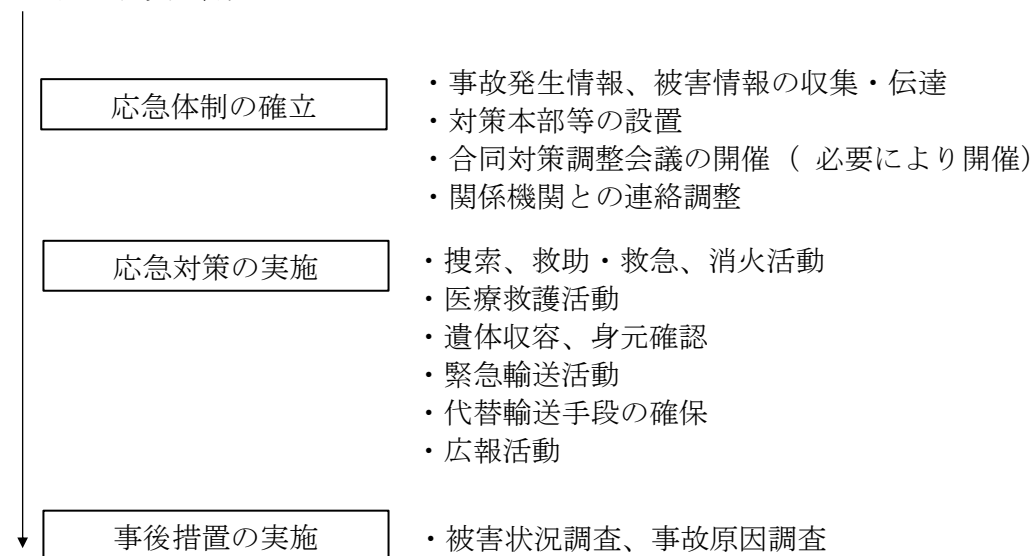 応急体制の確立
・事故発生情報、被害情報の収集・伝達
・対策本部等の設置
・合同対策調整会議の開催( 必要により開催)
・関係機関との連絡調整
応急対策の実施
・捜索、救助・救急、消火活動
・医療救護活動
・遺体収容、身元確認
・緊急輸送活動
・代替輸送手段の確保
・広報活動
事後措置の実施
・被害状況調査、事故原因調査